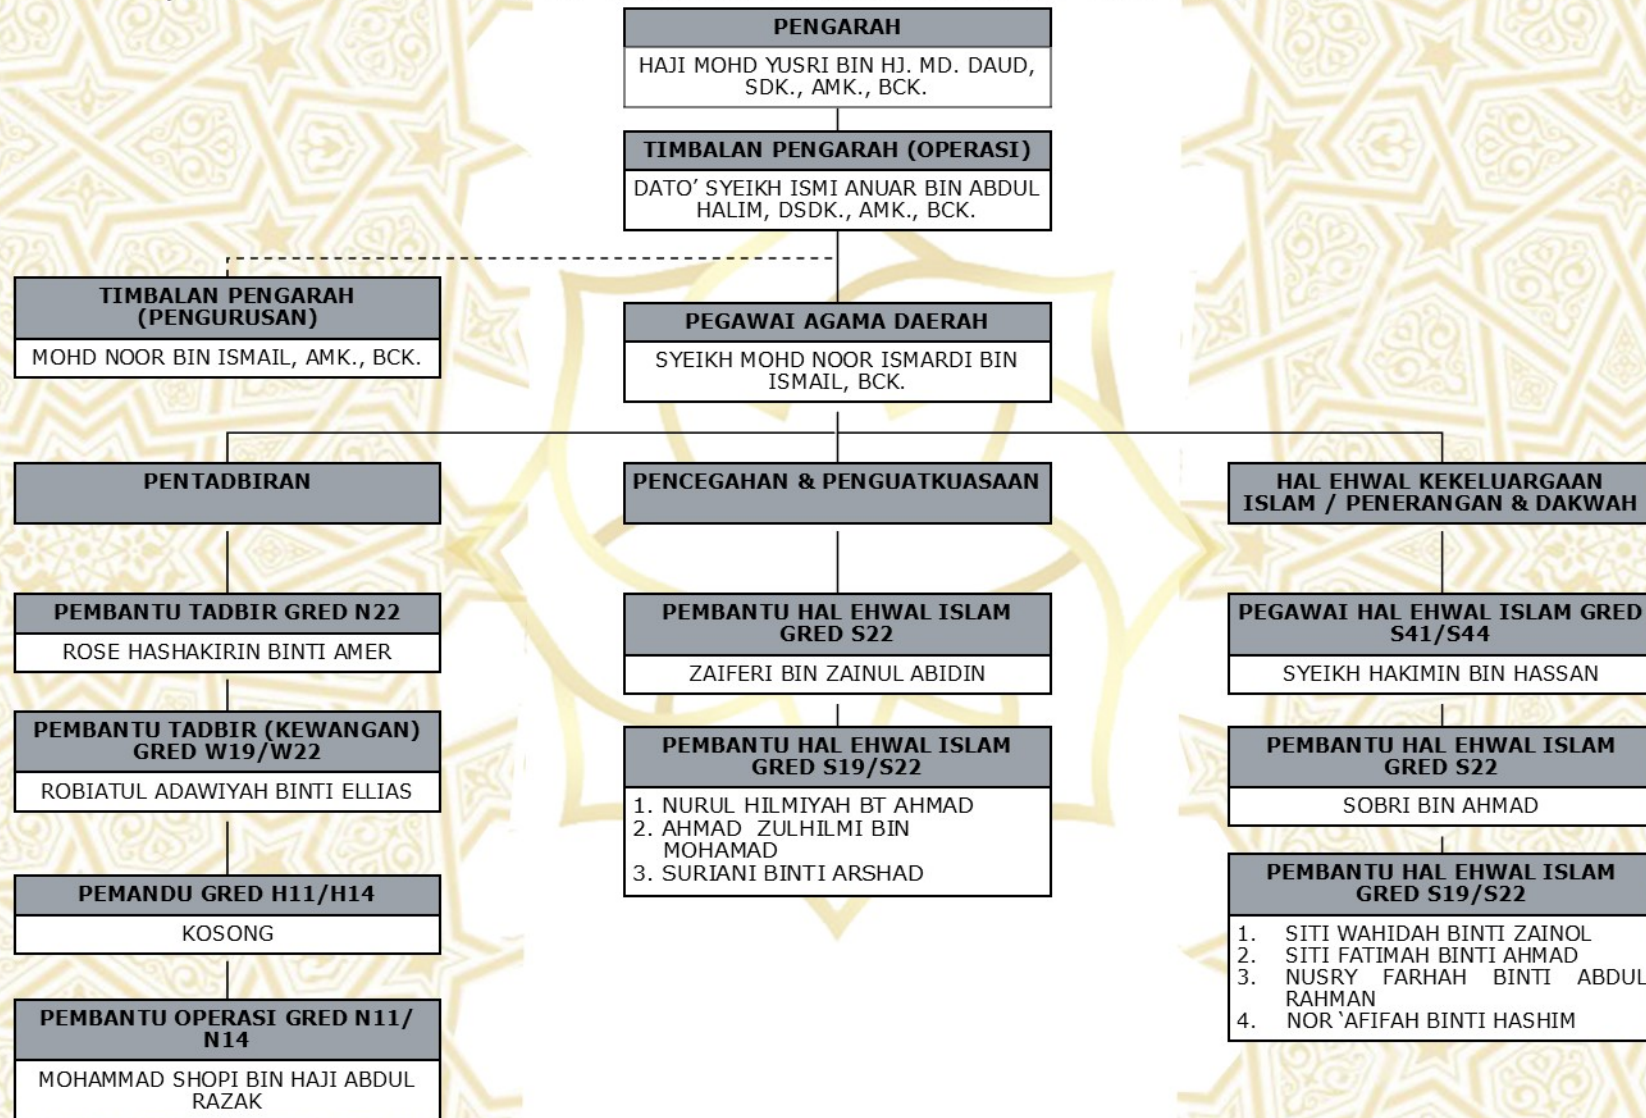 PENGARAH
HAJI MOHD YUSRI BIN HJ. MD. DAUD,
SDK., AMK., BCK.
TIMBALAN PENGARAH (OPERASI)
DATO’ SYEIKH ISMI ANUAR BIN ABDUL
HALIM, DSDK., AMK., BCK.
TIMBALAN PENGARAH
(PENGURUSAN)
MOHD NOOR BIN ISMAIL, AMK., BCK.
PEGAWAI AGAMA DAERAH
SYEIKH MOHD NOOR ISMARDI BIN
ISMAIL, BCK.
PENTADBIRAN
PEMBANTU TADBIR GRED N22
ROSE HASHAKIRIN BINTI AMER
PEMBANTU TADBIR (KEWANGAN)
GRED W19/W22
ROBIATUL ADAWIYAH BINTI ELLIAS
PEMANDU GRED H11/H14
KOSONG
PEMBANTU OPERASI GRED N11/
N14
MOHAMMAD SHOPI BIN HAJI ABDUL
RAZAK
PENCEGAHAN & PENGUATKUASAAN
PEMBANTU HAL EHWAL ISLAM
GRED S22
ZAIFERI BIN ZAINUL ABIDIN
PEMBANTU HAL EHWAL ISLAM
GRED S19/S22
1. NURUL HILMIYAH BT AHMAD
2. AHMAD ZULHILMI BIN
MOHAMAD
3. SURIANI BINTI ARSHAD
HAL EHWAL KEKELUARGAAN
ISLAM / PENERANGAN & DAKWAH
PEGAWAI HAL EHWAL ISLAM GRED
S41/S44
SYEIKH HAKIMIN BIN HASSAN
PEMBANTU HAL EHWAL ISLAM
GRED S22
SOBRI BIN AHMAD
PEMBANTU HAL EHWAL ISLAM
GRED S19/S22
1. SITI WAHIDAH BINTI ZAINOL
2. SITI FATIMAH BINTI AHMAD
3. NUSRY FARHAH BINTI ABDUL
RAHMAN
4. NOR ‘AFIFAH BINTI HASHIM